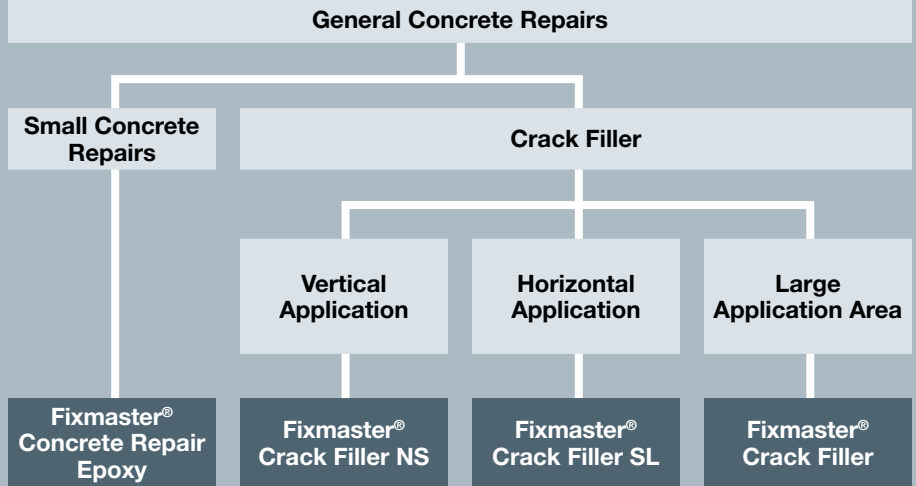 General Concrete Repairs
Small Concrete
Repairs
Crack Filler
Vertical
Application
Horizontal
Application
Large
Application Area
Fixmaster®
Concrete Repair
Epoxy
Fixmaster®
Crack Filler NS
Fixmaster®
Crack Filler SL
Fixmaster®
Crack Filler